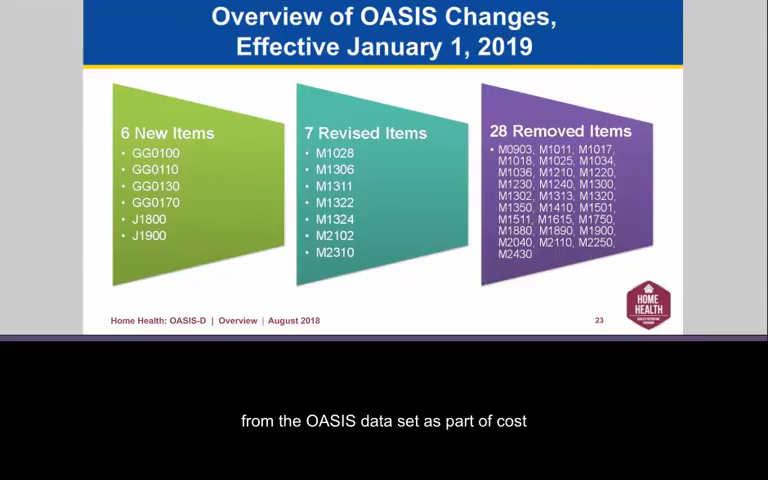 Overview of OASIS Changes,
Effective January 1, 2019
6 New Items
• GG0100
• GG0110
• GG0130
• GG0170
• J1800
• J1900
7 Revised Items
• M1028
• M1306
• M1311
• M1322
• M1324
• M2102
• M2310
28 Removed Items
• M0903, M1011, M1017,
M1018, M1025, M1034,
M1036, M1210, M1220,
M1230, M1240, M1300,
M1302, M1313, M1320,
M1350, M1410, M1501,
M1511, M1615, M1750,
M1880, M1890, M1900,
M2040, M2110, M2250,
M2430
Home Health: OASIS-D | Overview | August 2018
23
HOME
HEALTH
from the OASIS data set as part of cost